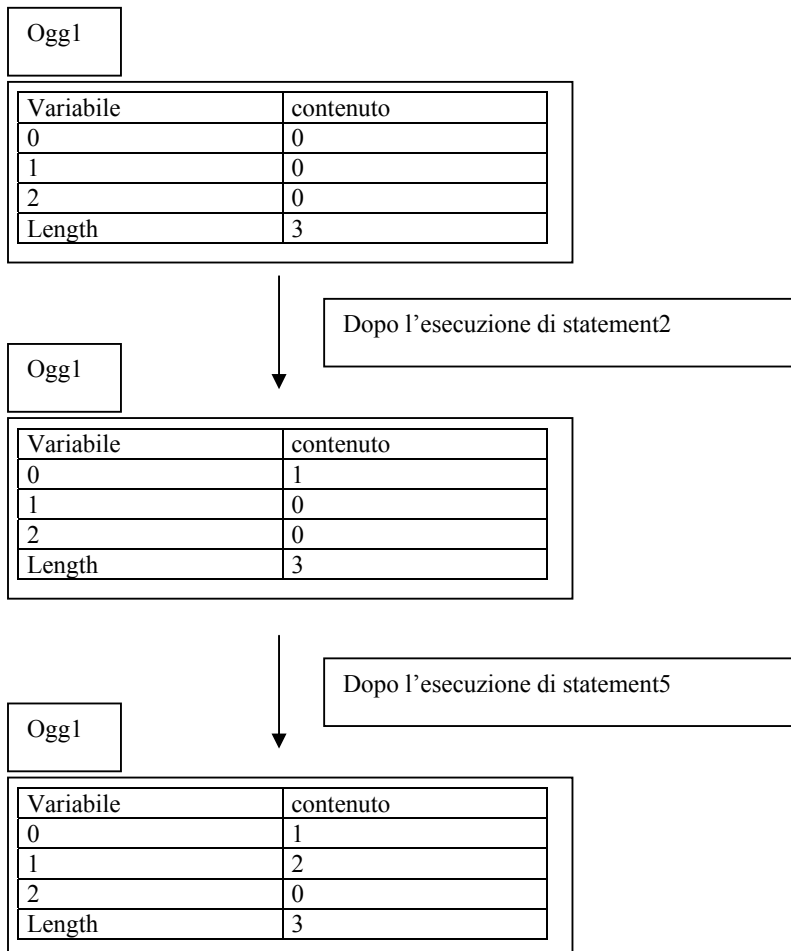 Ogg1
Variabile contenuto
0 0
1 0
2 0
Length 3
Dopo l’esecuzione di statement2
Ogg1
Variabile contenuto
0 1
1 0
2 0
Length 3
Dopo l’esecuzione di statement5
Ogg1
Variabile contenuto
0 1
1 2
2 0
Length 3